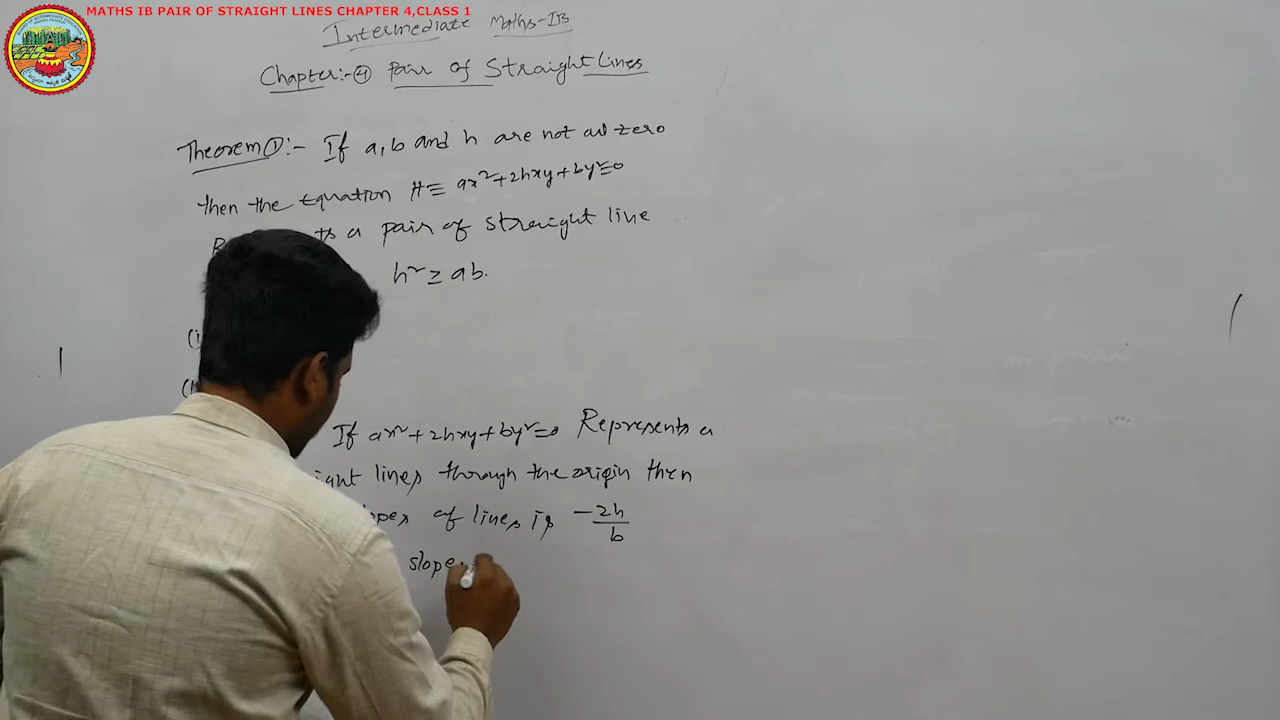 MATHS IB PAIR OF STRAIGHT LINES CHAPTER 4,CLASS 1
Intermediate Maths-IB
Chapter:-④ Pair of Straight Lines
Theorem①:- If a,b and h are not all zero
then the Equation H≡ ax²+2hxy+by²=0
a pair of straight line
h²≥ab.
If ax²+2hxy+by²=0 Represents a
lines through the origin then
of lines is -2h/b
slope